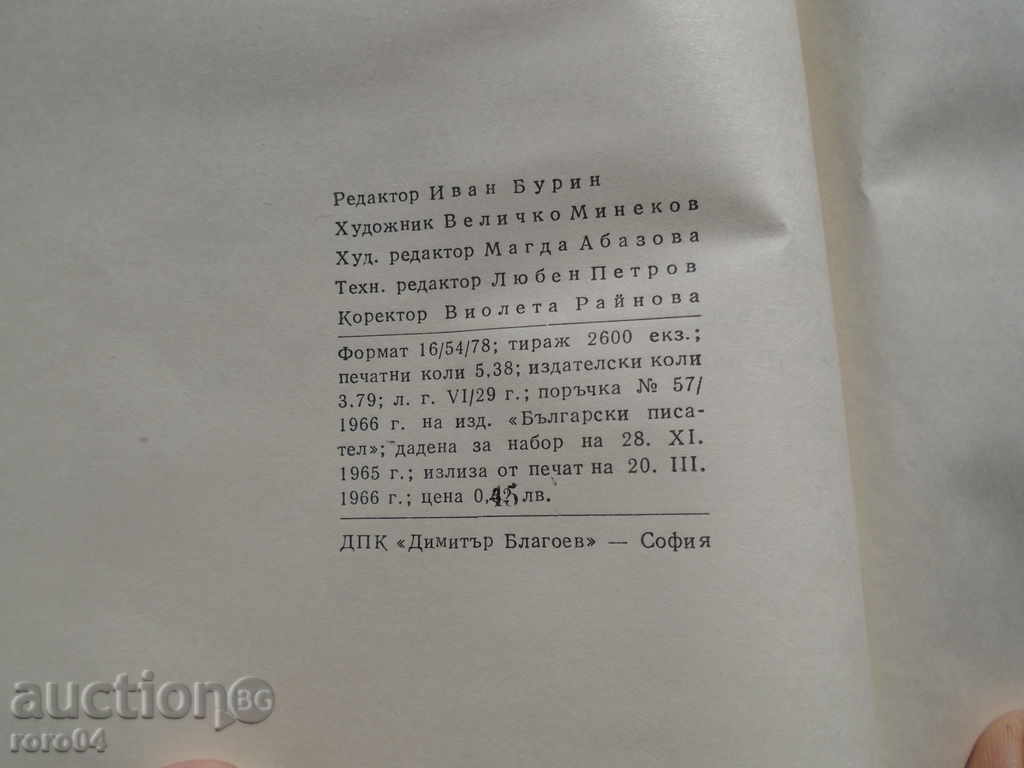 Редактор Иван Бурин
Художник Величко Минеков
Худ. редактор Магда Абазова
Техн. редактор Любен Петров
Коректор Виолета Райнова
Формат 16/54/78; тираж 2600 екз.;
печатни коли 5,38; издателски коли
3.79; л. г. VI/29 г.; поръчка № 57/
1966 г. на изд. «Български писа-
тел»; дадена за набор на 28. XI.
1965 г.; излиза от печат на 20. III.
1966 г.; цена 0,45 лв.
ДПК «Димитър Благоев» — София
auction BG
roro04